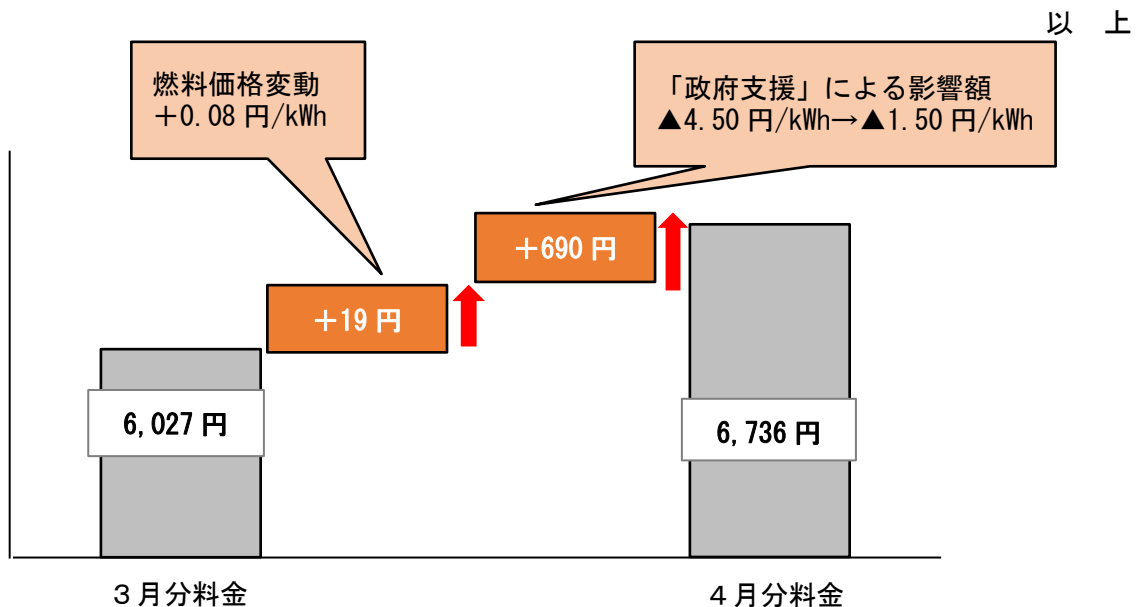 以　上
燃料価格変動
＋0.08 円/kWh
「政府支援」による影響額
▲4.50 円/kWh→▲1.50 円/kWh
＋690 円
＋19 円
6,027 円
6,736 円
３月分料金
４月分料金